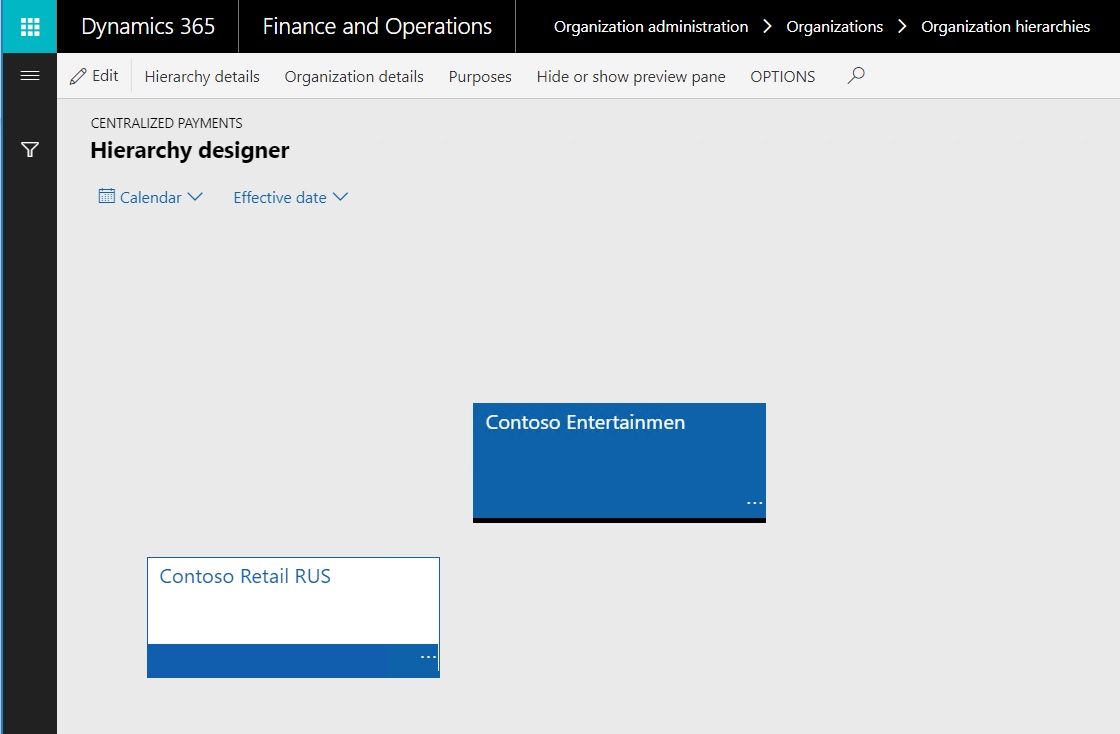 Dynamics 365 Finance and Operations Organization administration Organizations Organization hierarchies
Edit Hierarchy details Organization details Purposes Hide or show preview pane OPTIONS
CENTRALIZED PAYMENTS
Hierarchy designer
Calendar Effective date
Contoso Entertainmen
...
Contoso Retail RUS
...